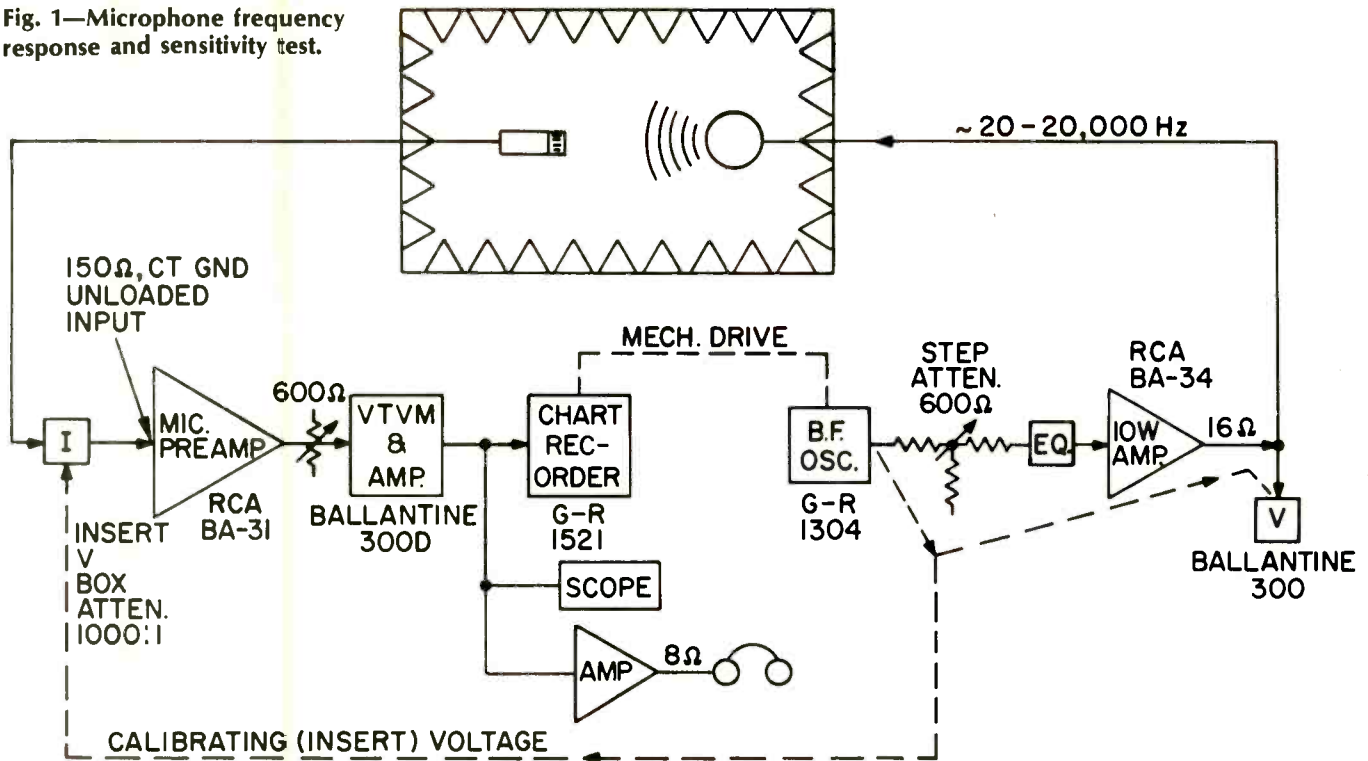 Fig. 1—Microphone frequency
response and sensitivity test.
~20-20,000 Hz
150Ω, CT GND
UNLOADED
INPUT
I
MIC.
PREAMP
RCA
BA-31
600Ω
VTVM
&
AMP.
BALLANTINE
300D
CHART
REC-
ORDER
G-R
1521
MECH. DRIVE
B.F.
OSC.
G-R
1304
STEP
ATTEN.
600Ω
EQ.
RCA
BA-34
10W
AMP.
16Ω
V
BALLANTINE
300
INSERT
V
BOX
ATTEN.
1000:1
SCOPE
AMP
8Ω
CALIBRATING (INSERT) VOLTAGE